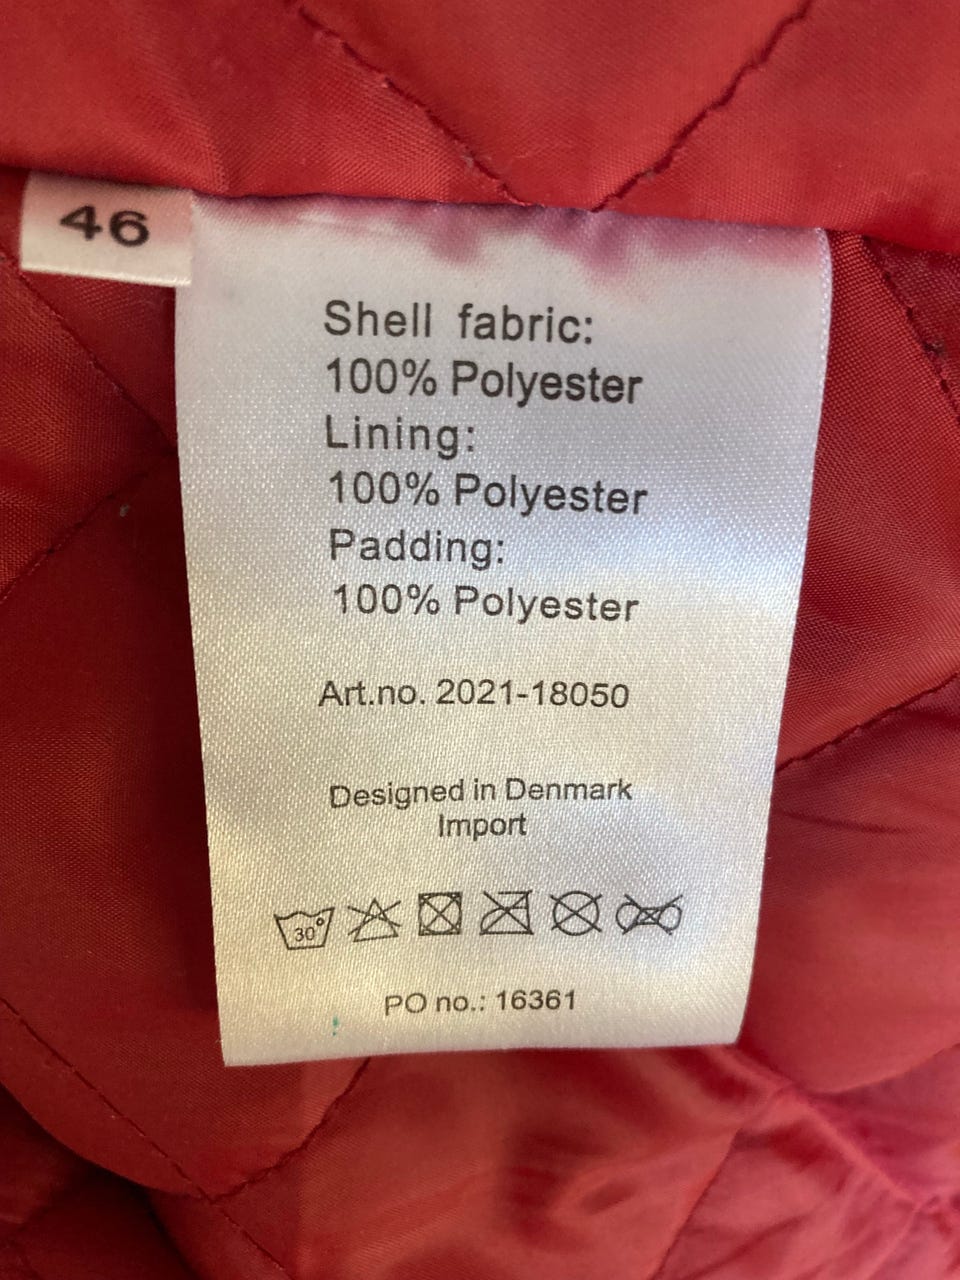 46
Shell fabric:
100% Polyester
Lining:
100% Polyester
Padding:
100% Polyester
Art.no. 2021-18050
Designed in Denmark
Import
30°
PO no.: 16361